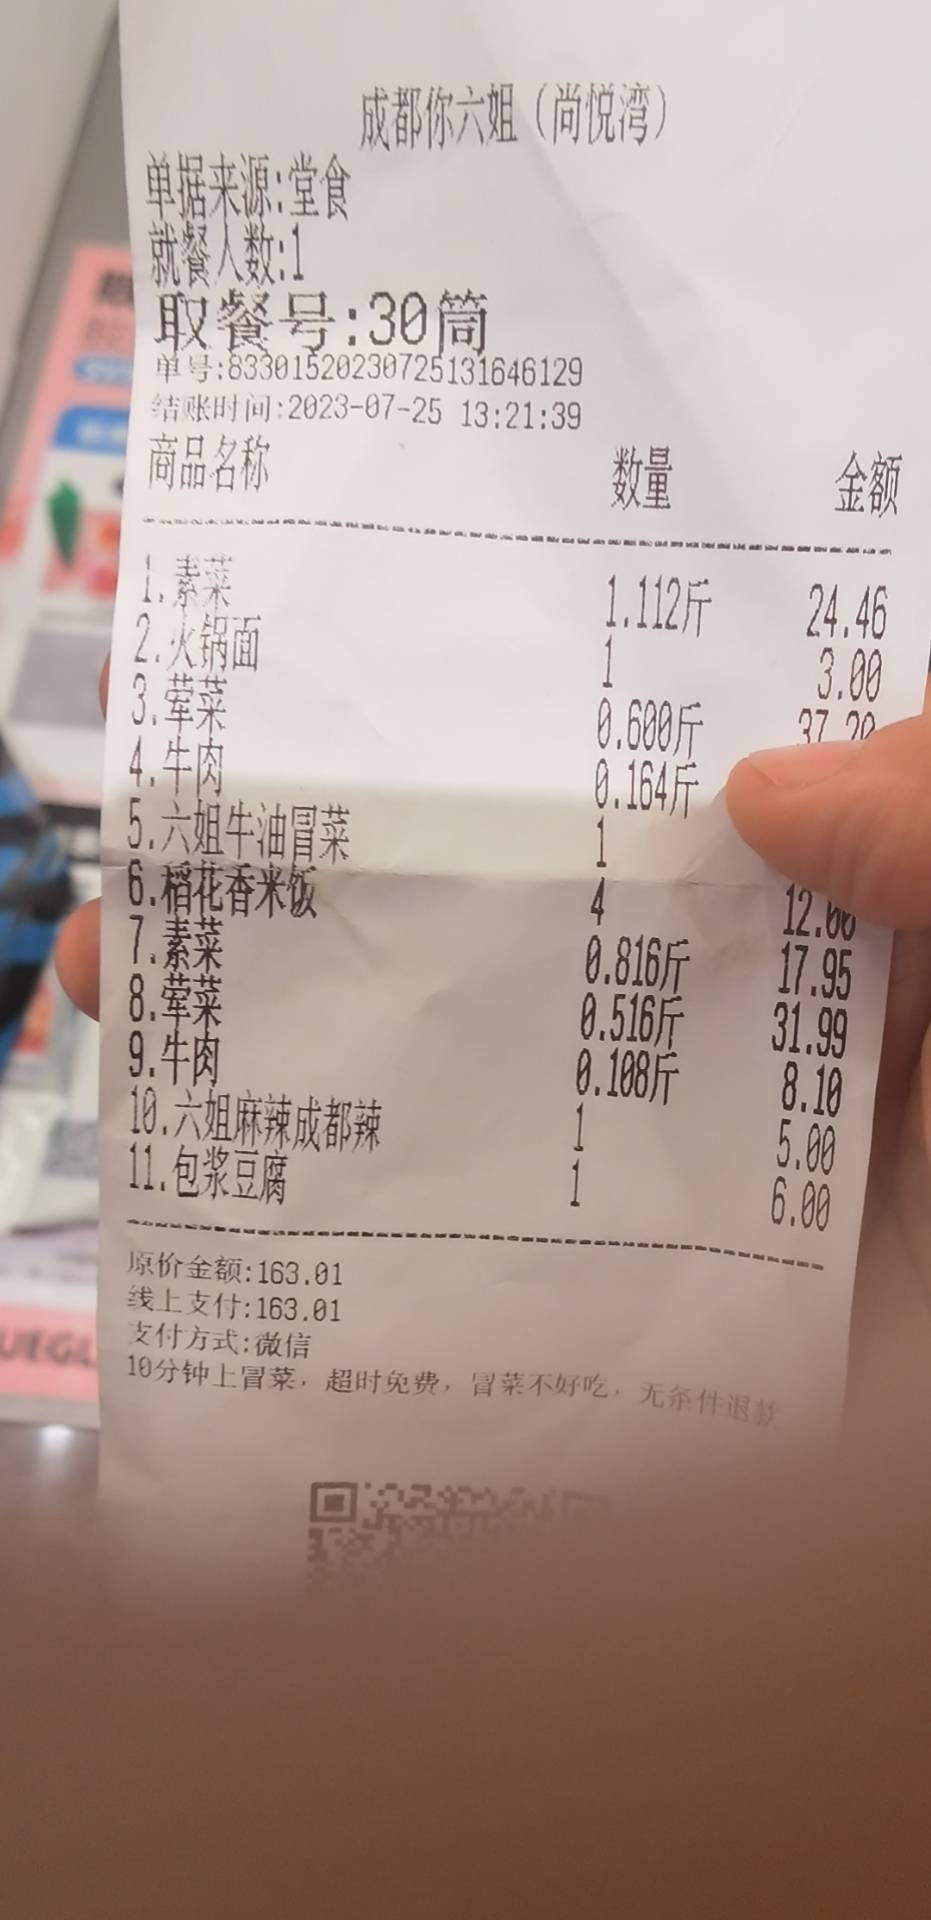 成都你六姐（尚悦湾）
单据来源:堂食
就餐人数:1
取餐号:30筒
单号:83301520230725131646129
结账时间:2023-07-25 13:21:39
商品名称 数量 金额
1.素菜 1.112斤 24.46
2.火锅面 1 3.00
3.荤菜 0.600斤 37.20
4.牛肉 0.164斤
5.六姐牛油冒菜 1
6.稻花香米饭 4 12.00
7.素菜 0.816斤 17.95
8.荤菜 0.516斤 31.99
9.牛肉 0.108斤 8.10
10.六姐麻辣成都辣 1 5.00
11.包浆豆腐 1 6.00
原价金额:163.01
线上支付:163.01
支付方式:微信
10分钟上冒菜，超时免费，冒菜不好吃，无条件退款